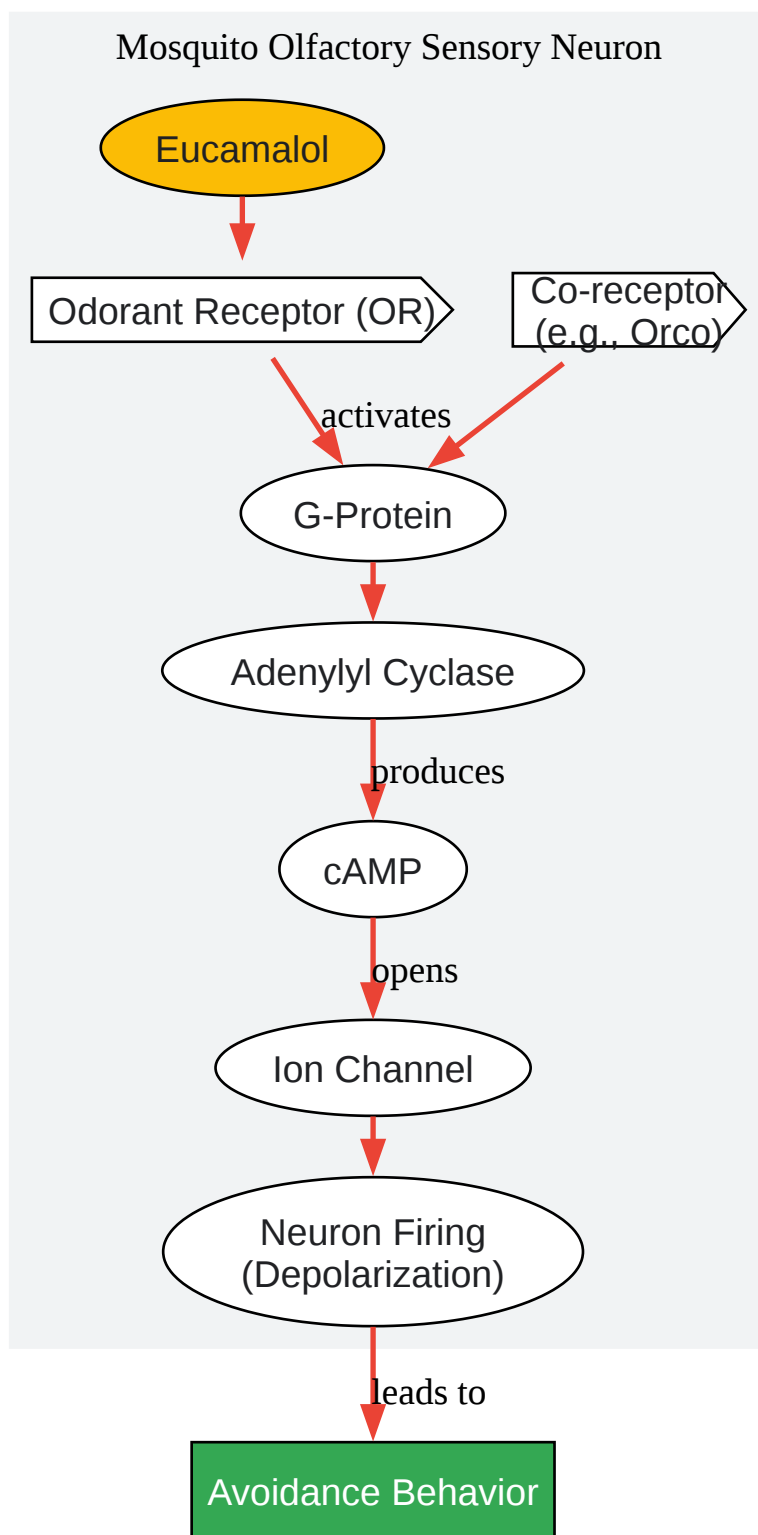 Mosquito Olfactory Sensory Neuron
Eucamalol
Odorant Receptor (OR)
Co-receptor
(e.g., Orco)
activates
G-Protein
Adenylyl Cyclase
produces
cAMP
opens
Ion Channel
Neuron Firing
(Depolarization)
leads to
Avoidance Behavior